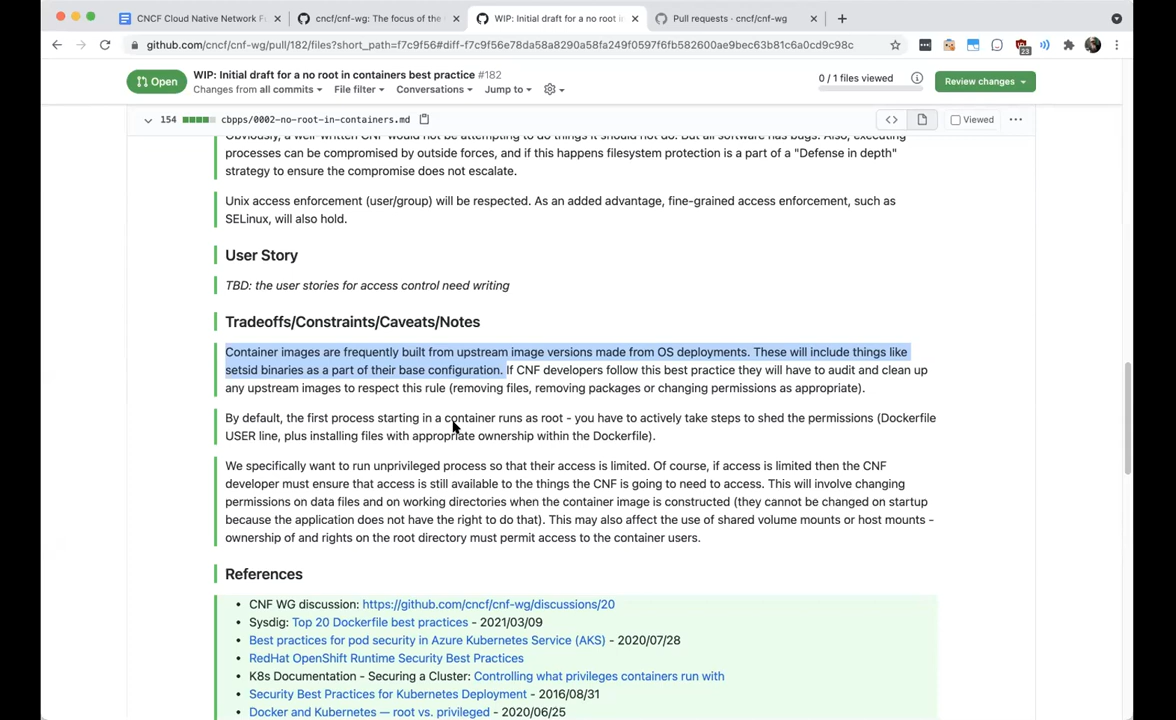 CNCF Cloud Native Network F
cncf/cnf-wg: The focus of the
WIP: Initial draft for a no root in
Pull requests · cncf/cnf-wg
github.com/cncf/cnf-wg/pull/182/files?short_path=f7c9f56#diff-f7c9f56e78da58a8290a58fa249f0597f6fb582600ae9bec63b81c6a0cd9c98c
23
Open
WIP: Initial draft for a no root in containers best practice #182
Changes from all commits
File filter
Conversations
Jump to
0 / 1 files viewed
Review changes
154
cbpps/0002-no-root-in-containers.md
Viewed
Obviously, a well-written CNF would not be attempting to do things it should not do. But all software has bugs. Also, executing
processes can be compromised by outside forces, and if this happens filesystem protection is a part of a "Defense in depth"
strategy to ensure the compromise does not escalate.
Unix access enforcement (user/group) will be respected. As an added advantage, fine-grained access enforcement, such as
SELinux, will also hold.
User Story
TBD: the user stories for access control need writing
Tradeoffs/Constraints/Caveats/Notes
Container images are frequently built from upstream image versions made from OS deployments. These will include things like
setsid binaries as a part of their base configuration. If CNF developers follow this best practice they will have to audit and clean up
any upstream images to respect this rule (removing files, removing packages or changing permissions as appropriate).
By default, the first process starting in a container runs as root - you have to actively take steps to shed the permissions (Dockerfile
USER line, plus installing files with appropriate ownership within the Dockerfile).
We specifically want to run unprivileged process so that their access is limited. Of course, if access is limited then the CNF
developer must ensure that access is still available to the things the CNF is going to need to access. This will involve changing
permissions on data files and on working directories when the container image is constructed (they cannot be changed on startup
because the application does not have the right to do that). This may also affect the use of shared volume mounts or host mounts -
ownership of and rights on the root directory must permit access to the container users.
References
• CNF WG discussion: https://github.com/cncf/cnf-wg/discussions/20
• Sysdig: Top 20 Dockerfile best practices - 2021/03/09
• Best practices for pod security in Azure Kubernetes Service (AKS) - 2020/07/28
• RedHat OpenShift Runtime Security Best Practices
• K8s Documentation - Securing a Cluster: Controlling what privileges containers run with
• Security Best Practices for Kubernetes Deployment - 2016/08/31
• Docker and Kubernetes — root vs. privileged - 2020/06/25